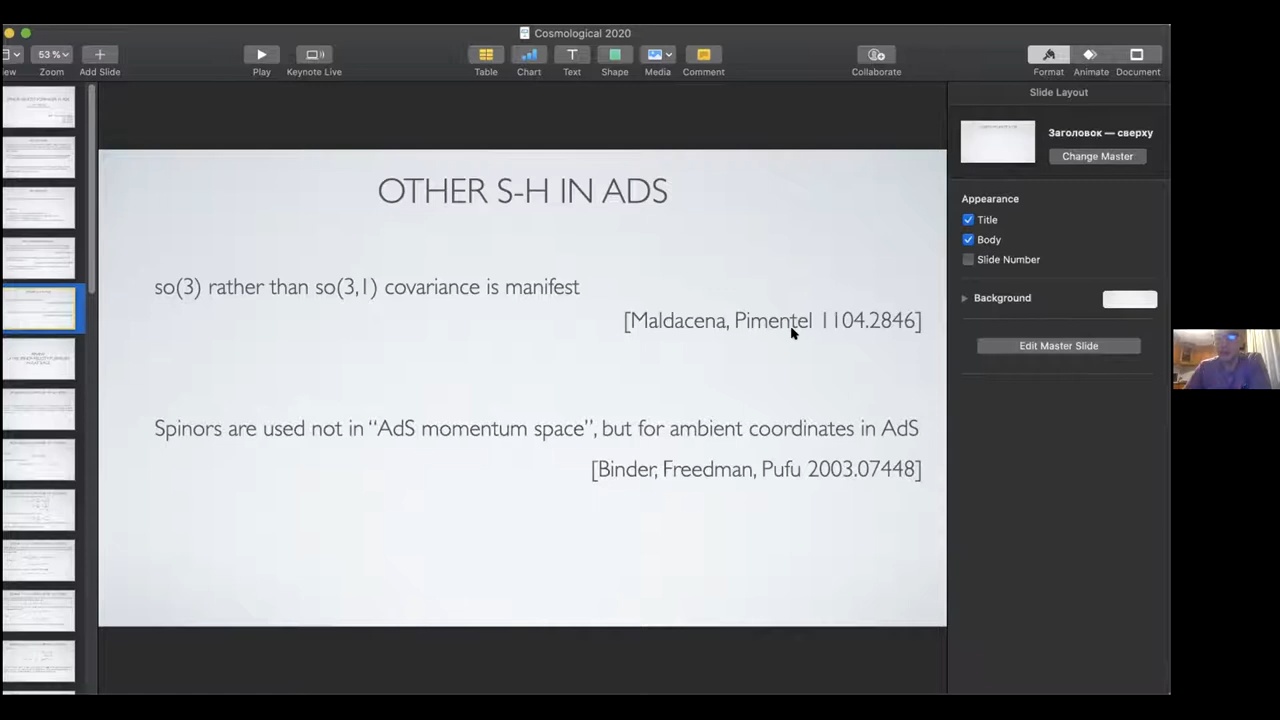 Cosmological 2020
53 %
Zoom
Add Slide
Play
Keynote Live
Table
Chart
Text
Shape
Media
Comment
Collaborate
Format
Animate
Document
Slide Layout
Заголовок — сверху
Change Master
Appearance
Title
Body
Slide Number
Background
Edit Master Slide
OTHER S-H IN ADS
so(3) rather than so(3,1) covariance is manifest
[Maldacena, Pimentel 1104.2846]
Spinors are used not in “AdS momentum space”, but for ambient coordinates in AdS
[Binder, Freedman, Pufu 2003.07448]